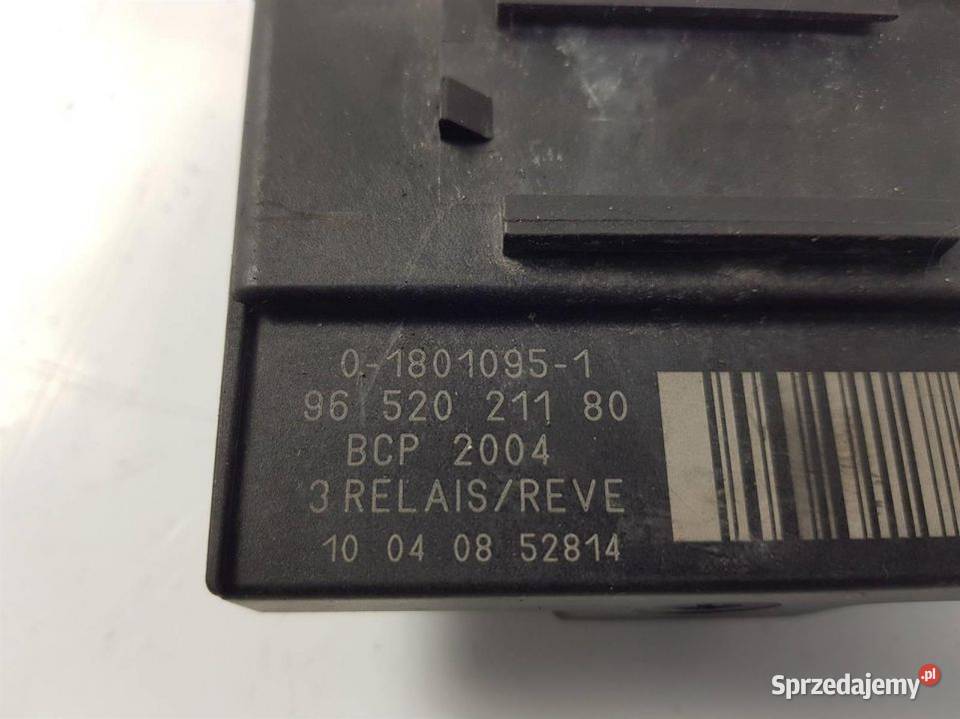 0-1801095-1
96 520 211 80
BCP 2004
3 RELAIS/REVE
10 04 08 52814
Sprzedajemy.pl